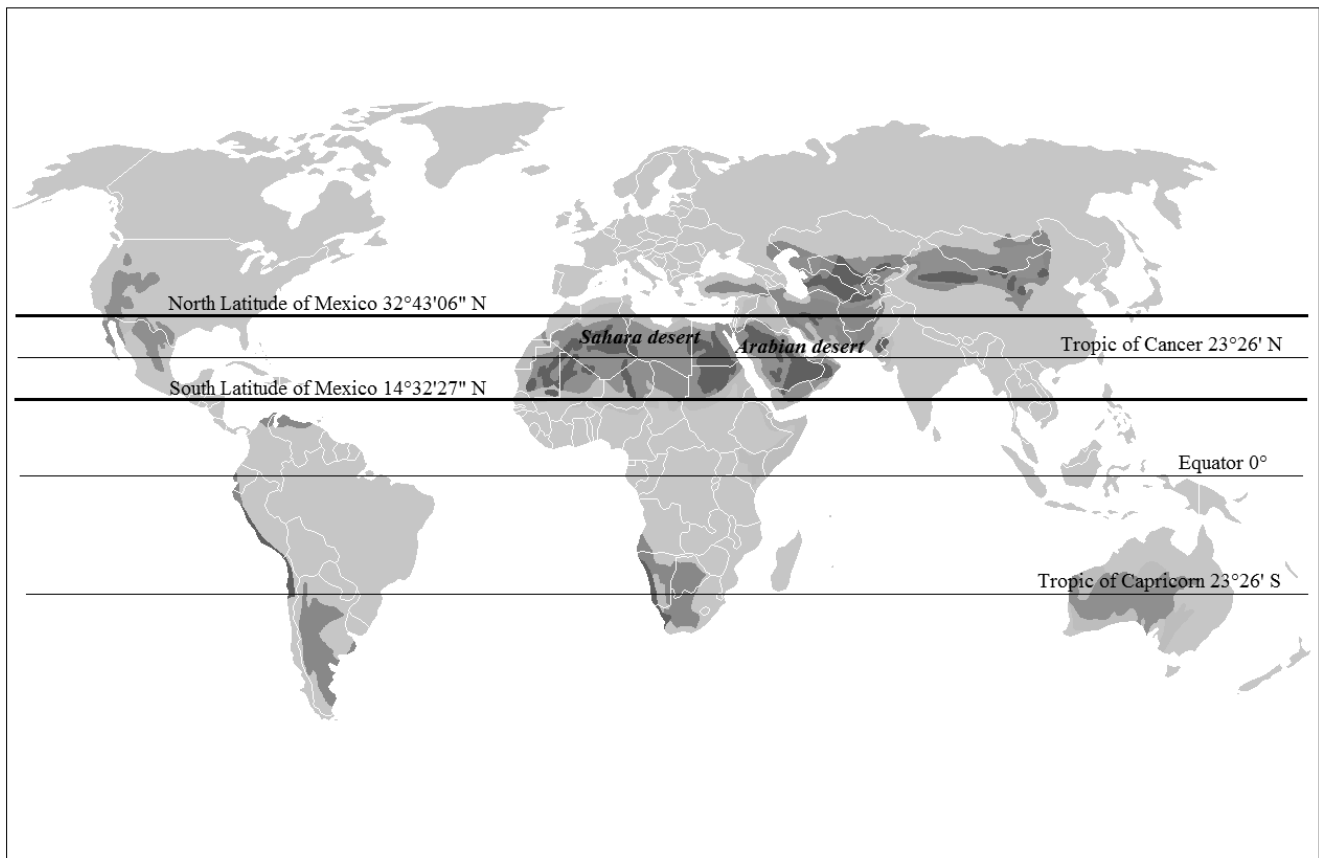 North Latitude of Mexico 32°43'06" N
Sahara desert
Arabian desert
Tropic of Cancer 23°26' N
South Latitude of Mexico 14°32'27" N
Equator 0°
Tropic of Capricorn 23°26' S